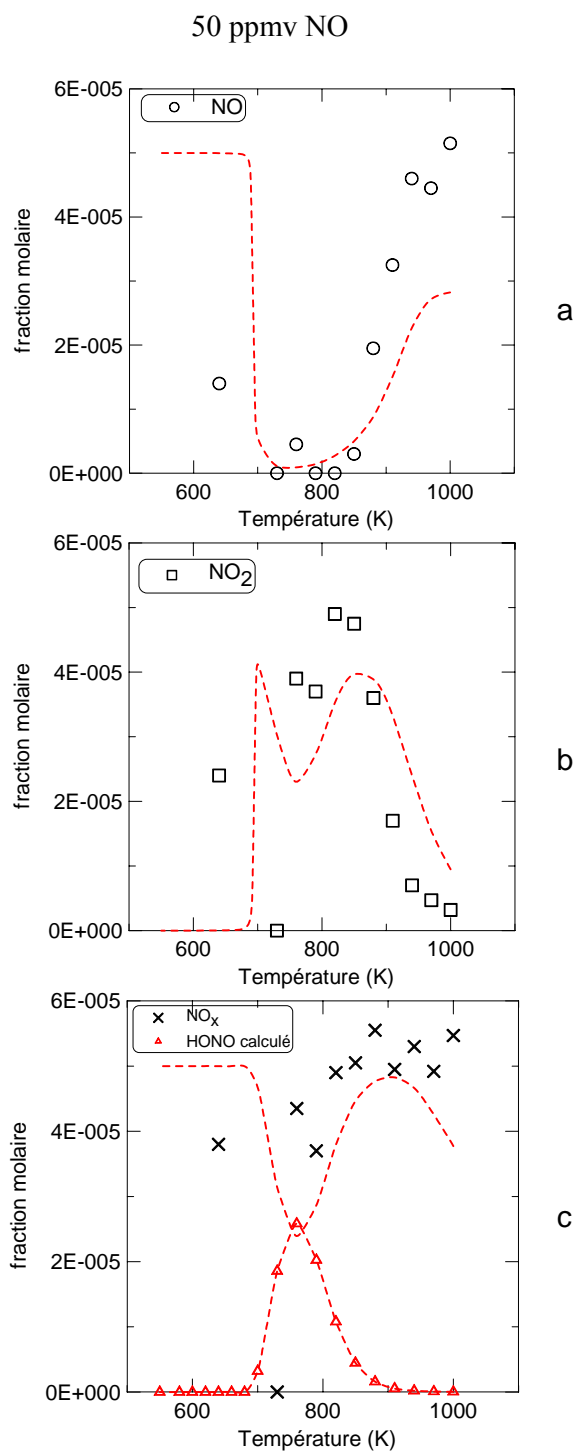 50 ppmv NO
6E-005
NO
4E-005
fraction molaire
a
2E-005
0E+000
600 800 1000
Température (K)
6E-005
NO2
4E-005
fraction molaire
b
2E-005
0E+000
600 800 1000
Température (K)
6E-005
NOx
HONO calculé
4E-005
fraction molaire
c
2E-005
0E+000
600 800 1000
Température (K)